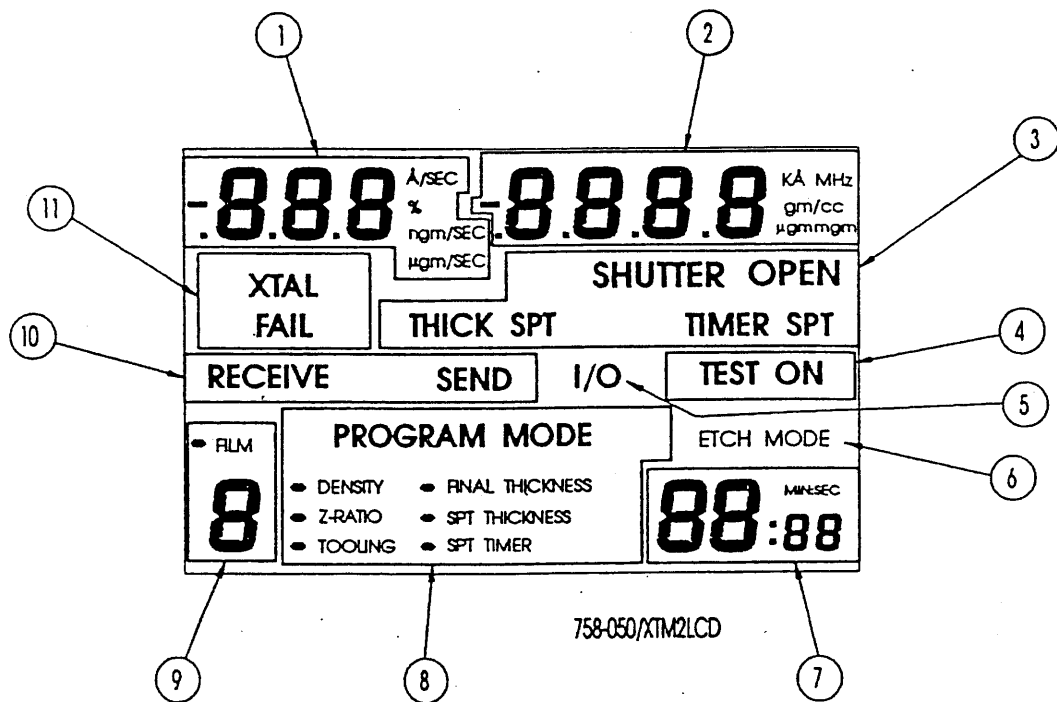 1
2
-.8.8.8 Å/SEC
%
ngm/SEC
µgm/SEC
-.8.8.8.8 KÅ MHz
gm/cc
µgm mgm
3
11
XTAL
FAIL
SHUTTER OPEN
THICK SPT TIMER SPT
10
4
RECEIVE SEND I/O TEST ON
5
FILM
8
PROGRAM MODE
DENSITY FINAL THICKNESS
Z-RATIO SPT THICKNESS
TOOLING SPT TIMER
ETCH MODE
6
MIN:SEC
88:88
758-050/XTM2LCD
9
8
7